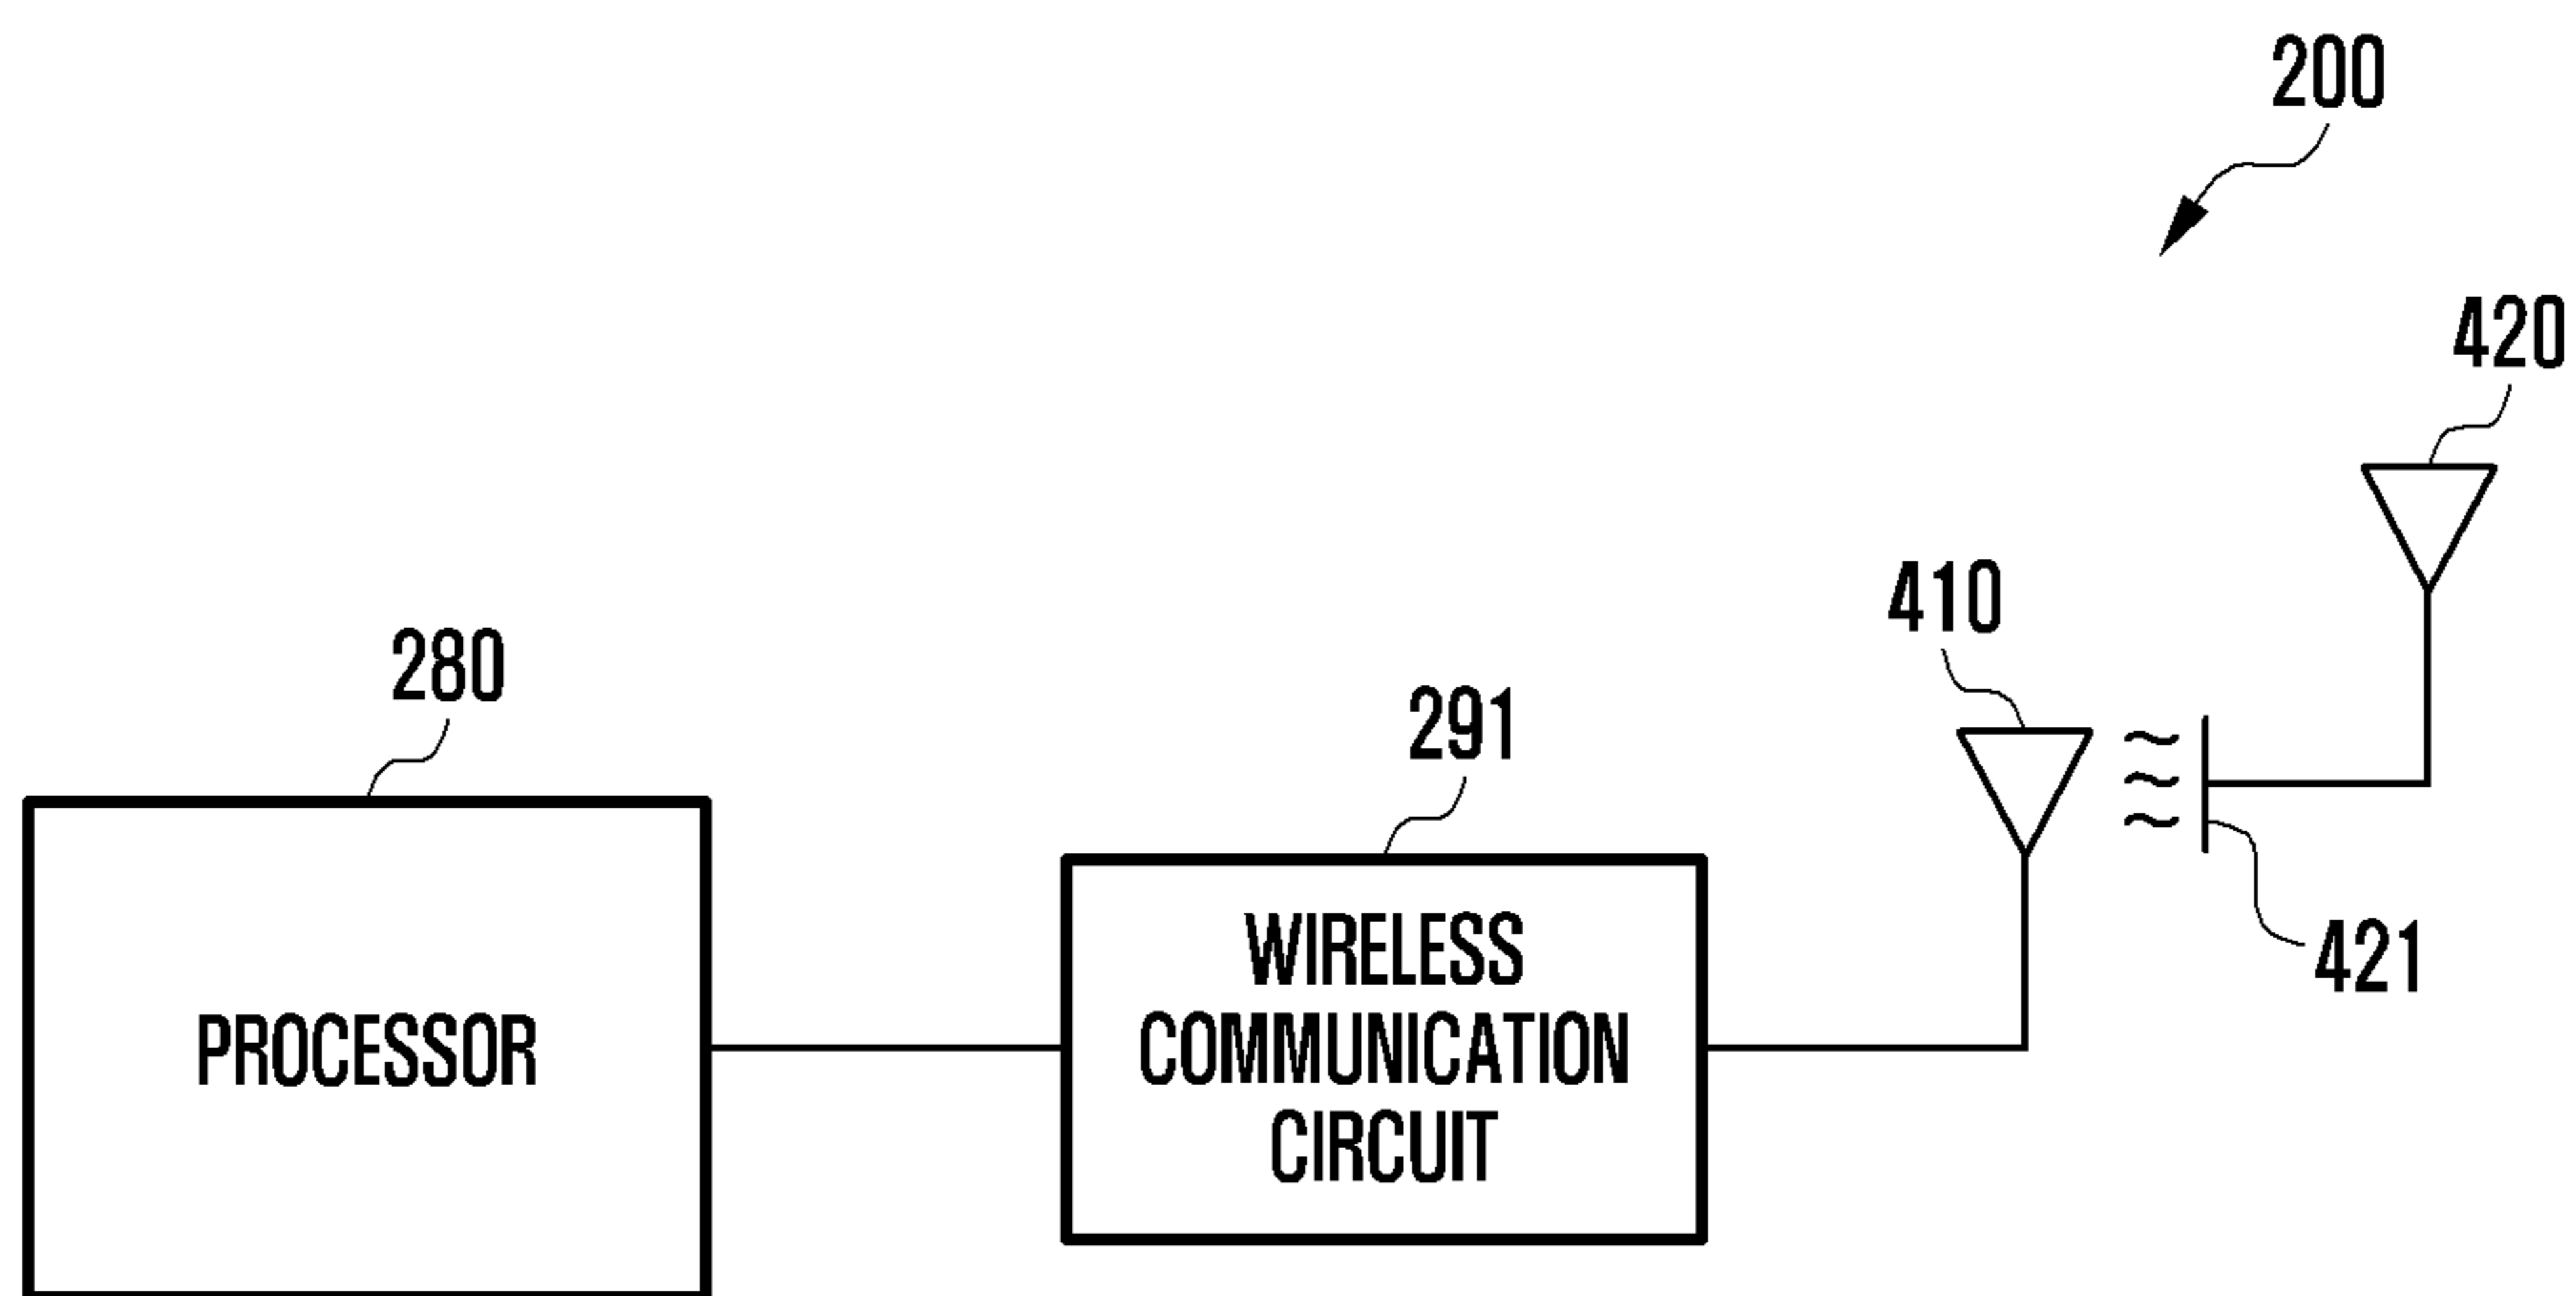 200
420
410
280
291
421
PROCESSOR
WIRELESS
COMMUNICATION
CIRCUIT